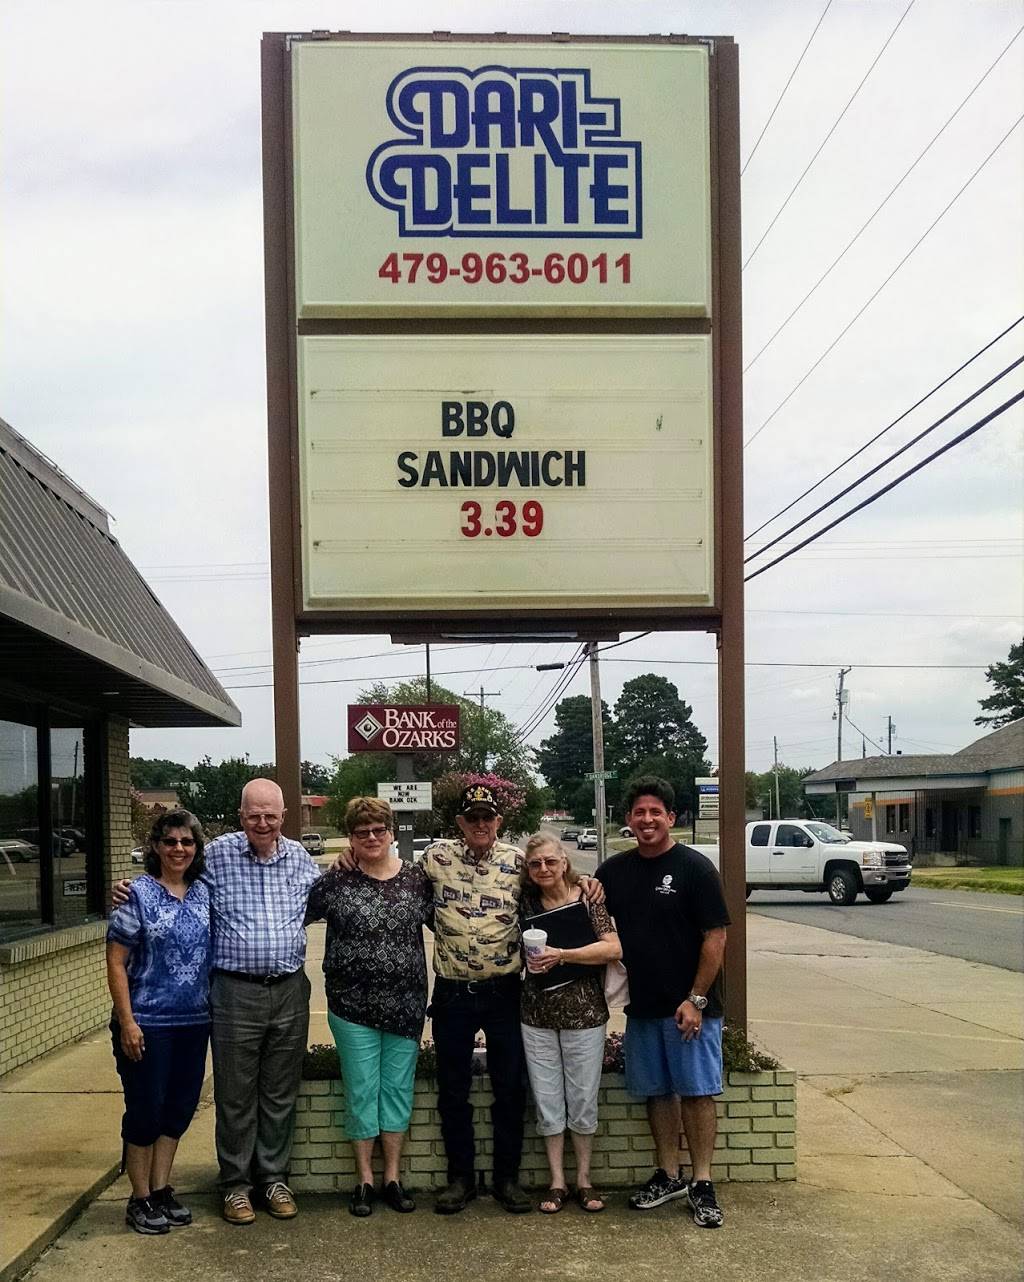 DARI-
DELITE
479-963-6011
BBQ
SANDWICH
3.39
BANK of the
OZARKS
WE ARE
NOW
BANK OZK